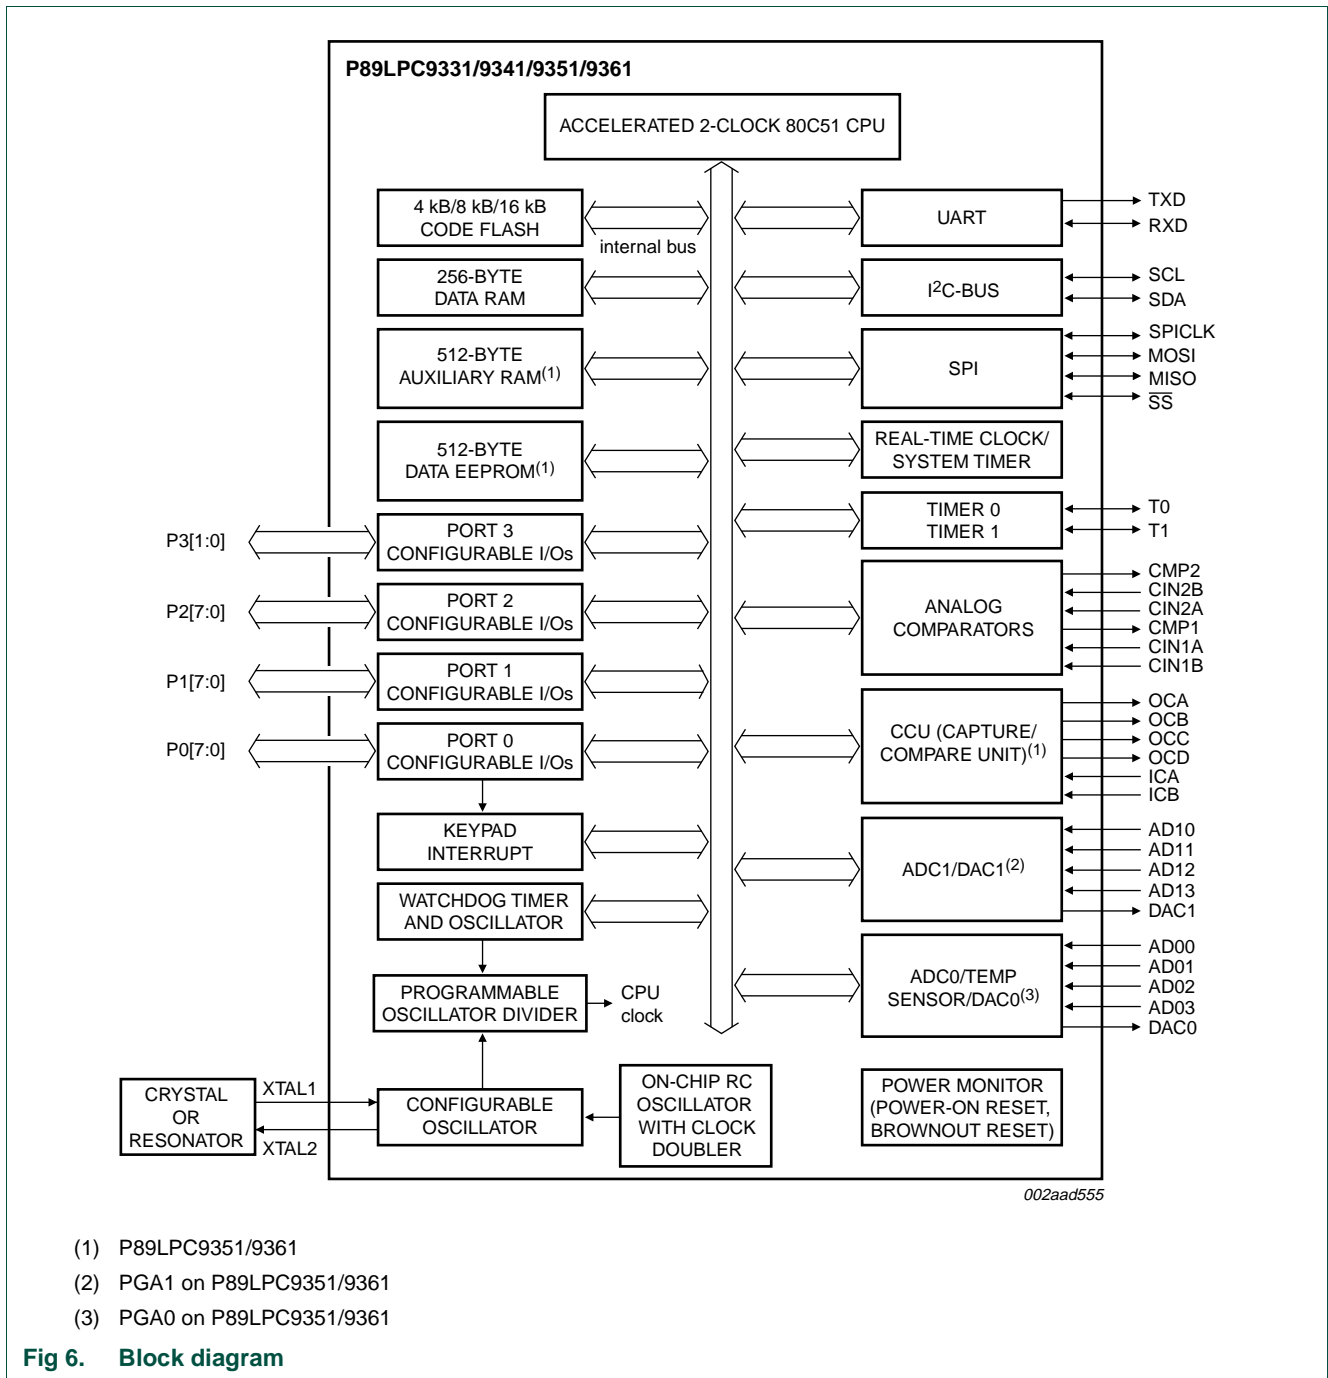 P89LPC9331/9341/9351/9361
ACCELERATED 2-CLOCK 80C51 CPU
4 kB/8 kB/16 kB
CODE FLASH
internal bus
256-BYTE
DATA RAM
512-BYTE
AUXILIARY RAM(1)
512-BYTE
DATA EEPROM(1)
P3[1:0]
PORT 3
CONFIGURABLE I/Os
P2[7:0]
PORT 2
CONFIGURABLE I/Os
P1[7:0]
PORT 1
CONFIGURABLE I/Os
P0[7:0]
PORT 0
CONFIGURABLE I/Os
KEYPAD
INTERRUPT
WATCHDOG TIMER
AND OSCILLATOR
PROGRAMMABLE
OSCILLATOR DIVIDER
CPU
clock
CRYSTAL
OR
RESONATOR
XTAL1
XTAL2
CONFIGURABLE
OSCILLATOR
ON-CHIP RC
OSCILLATOR
WITH CLOCK
DOUBLER
UART
TXD
RXD
I2C-BUS
SCL
SDA
SPI
SPICLK
MOSI
MISO
SS
REAL-TIME CLOCK/
SYSTEM TIMER
TIMER 0
TIMER 1
T0
T1
ANALOG
COMPARATORS
CMP2
CIN2B
CIN2A
CMP1
CIN1A
CIN1B
CCU (CAPTURE/
COMPARE UNIT)(1)
OCA
OCB
OCC
OCD
ICA
ICB
ADC1/DAC1(2)
AD10
AD11
AD12
AD13
DAC1
ADC0/TEMP
SENSOR/DAC0(3)
AD00
AD01
AD02
AD03
DAC0
POWER MONITOR
(POWER-ON RESET,
BROWNOUT RESET)
002aad555
(1) P89LPC9351/9361
(2) PGA1 on P89LPC9351/9361
(3) PGA0 on P89LPC9351/9361
Fig 6. Block diagram